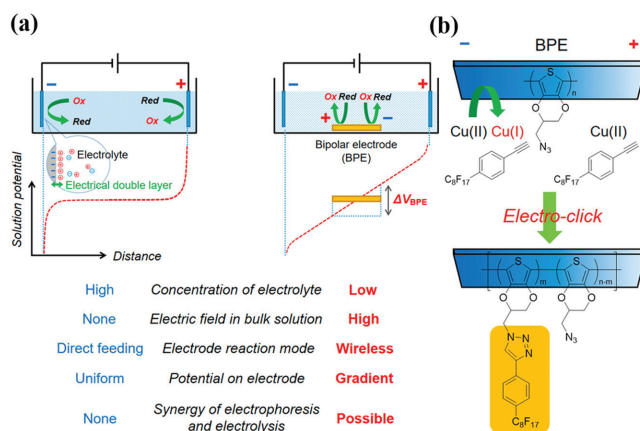 (a)
−
+
Ox
Red
Red
Ox
Electrolyte
Electrical double layer
Solution potential
Distance
Ox Red Ox Red
+
−
Bipolar electrode
(BPE)
ΔV_BPE
High Concentration of electrolyte Low
None Electric field in bulk solution High
Direct feeding Electrode reaction mode Wireless
Uniform Potential on electrode Gradient
None Synergy of electrophoresis Possible
and electrolysis
(b)
− BPE +
S
n
O O
Cu(II) Cu(I) Cu(II)
N₃
C₈F₁₇ C₈F₁₇
Electro-click
S S
m n-m
O O O O
N₃
N N
N
C₈F₁₇